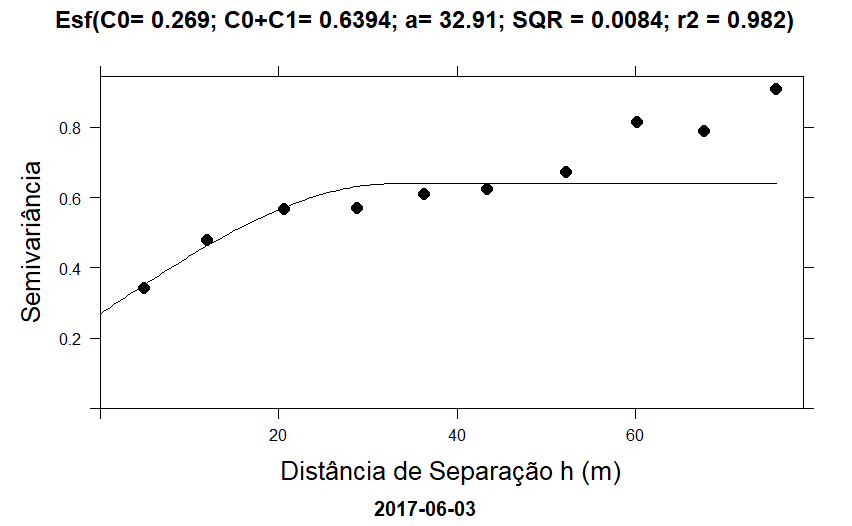 Esf(C0= 0.269; C0+C1= 0.6394; a= 32.91; SQR = 0.0084; r2 = 0.982)
Semivariância
0.8
0.6
0.4
0.2
20 40 60
Distância de Separação h (m)
2017-06-03